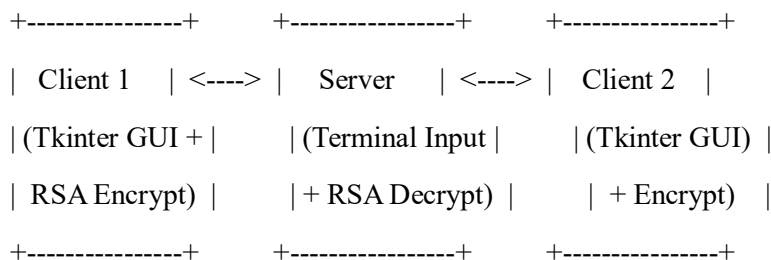 +----------------+ +-----------------+ +----------------+
| Client 1 | <----> | Server | <----> | Client 2 |
| (Tkinter GUI + | | (Terminal Input | | (Tkinter GUI) |
| RSA Encrypt) | | + RSA Decrypt) | | + Encrypt) |
+----------------+ +-----------------+ +----------------+